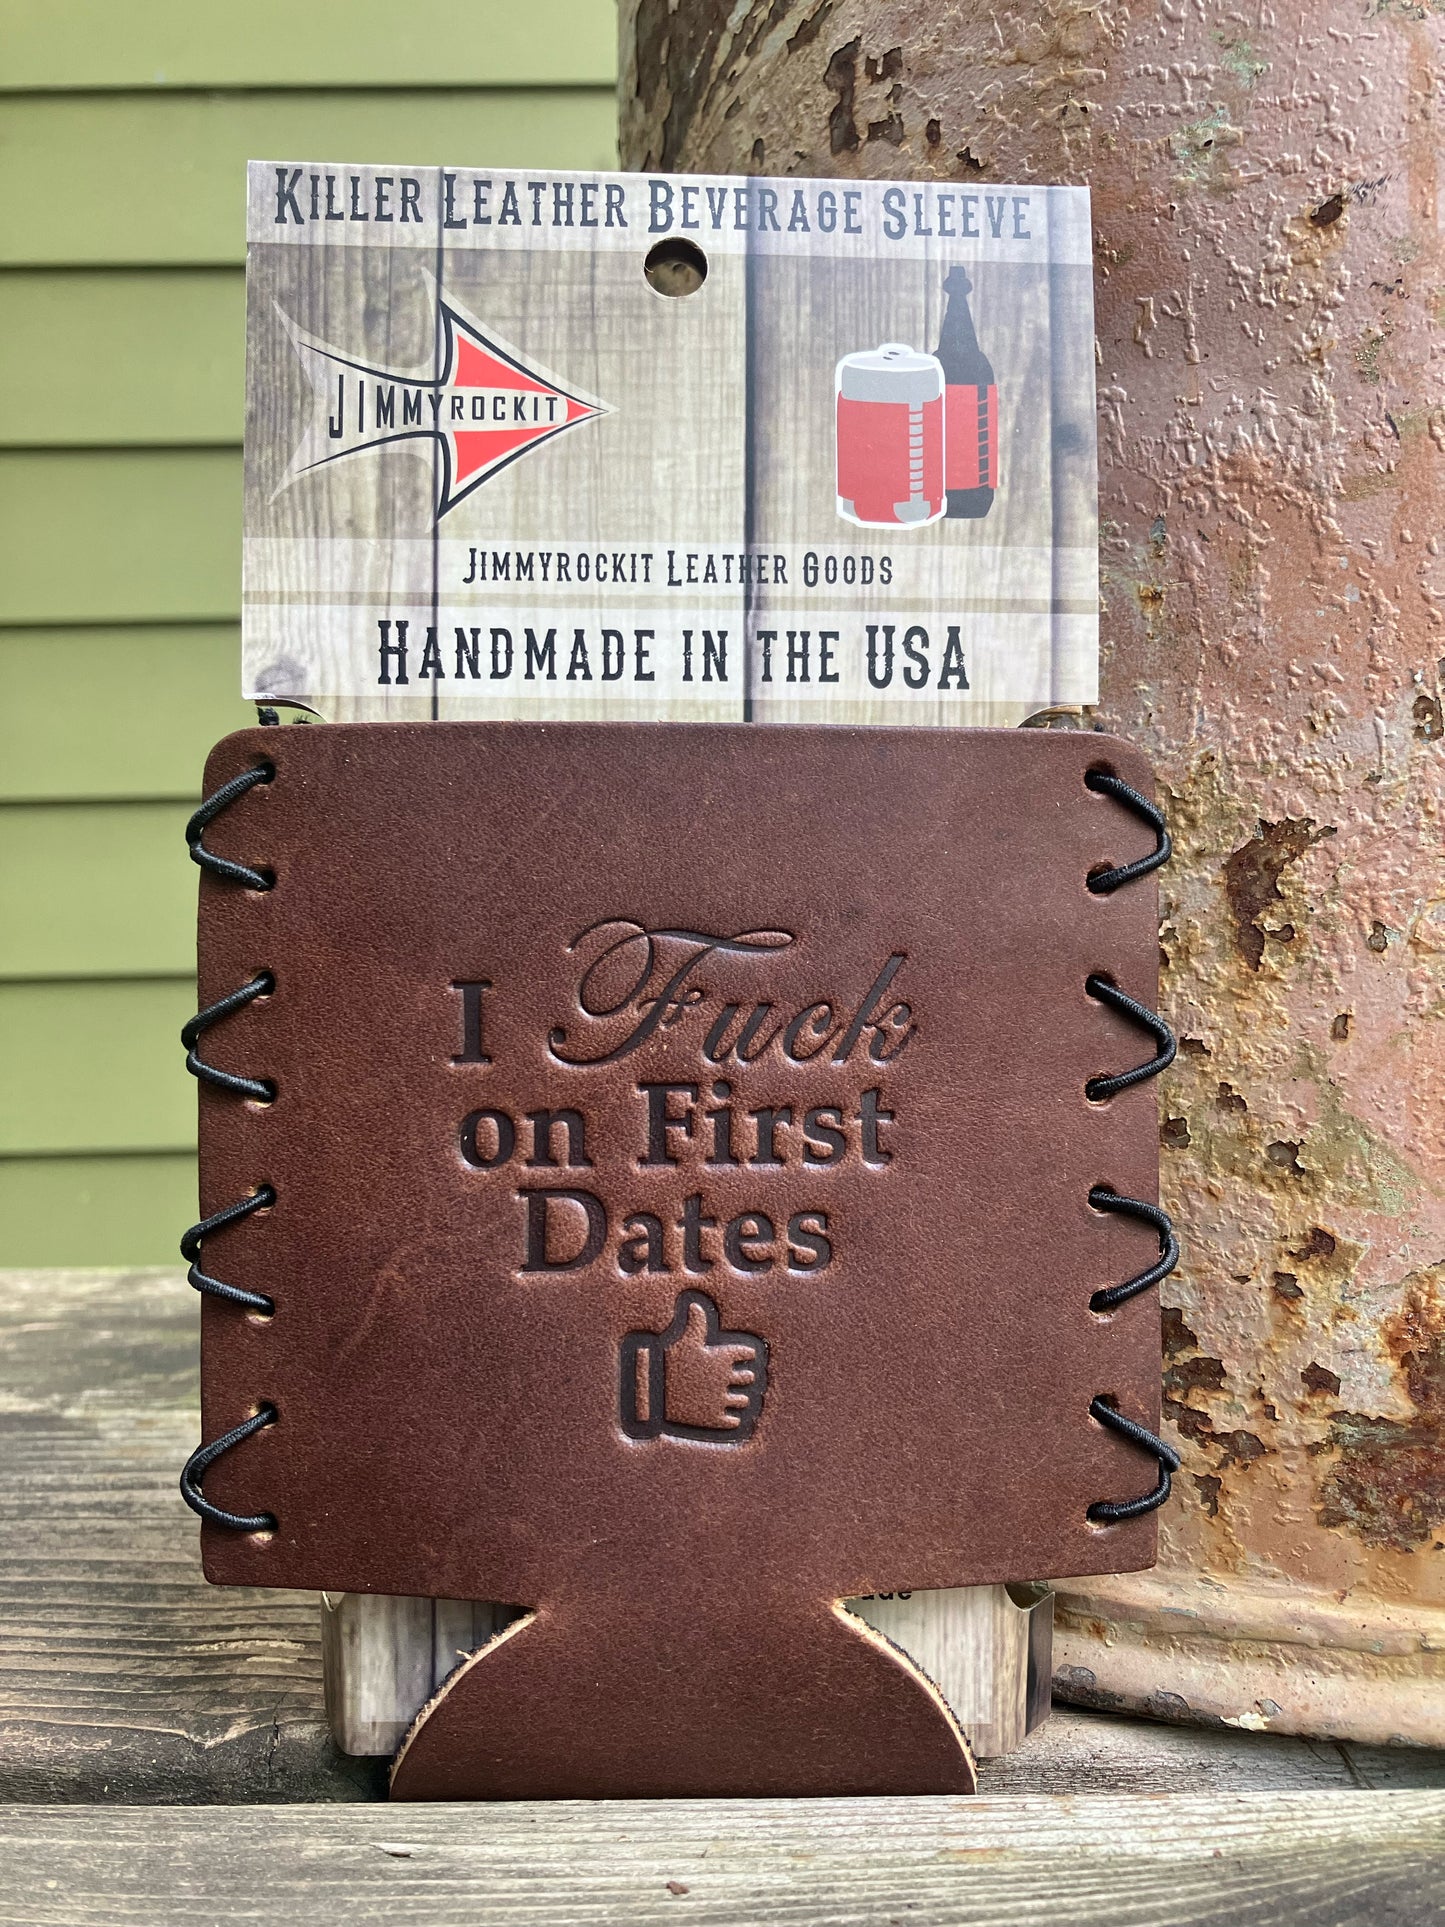 KILLER LEATHER BEVERAGE SLEEVE
JIMMYROCKIT
JIMMYROCKIT LEATHER GOODS
HANDMADE IN THE USA
I Fuck
on First
Dates